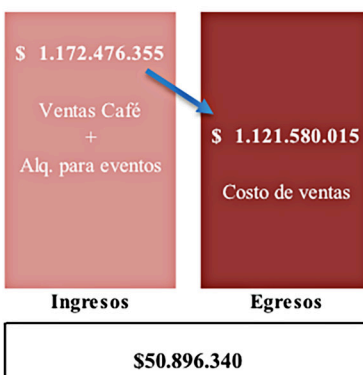 $ 1.172.476.355
Ventas Café
+
Alq. para eventos
$ 1.121.580.015
Costo de ventas
Ingresos
Egresos
$50.896.340